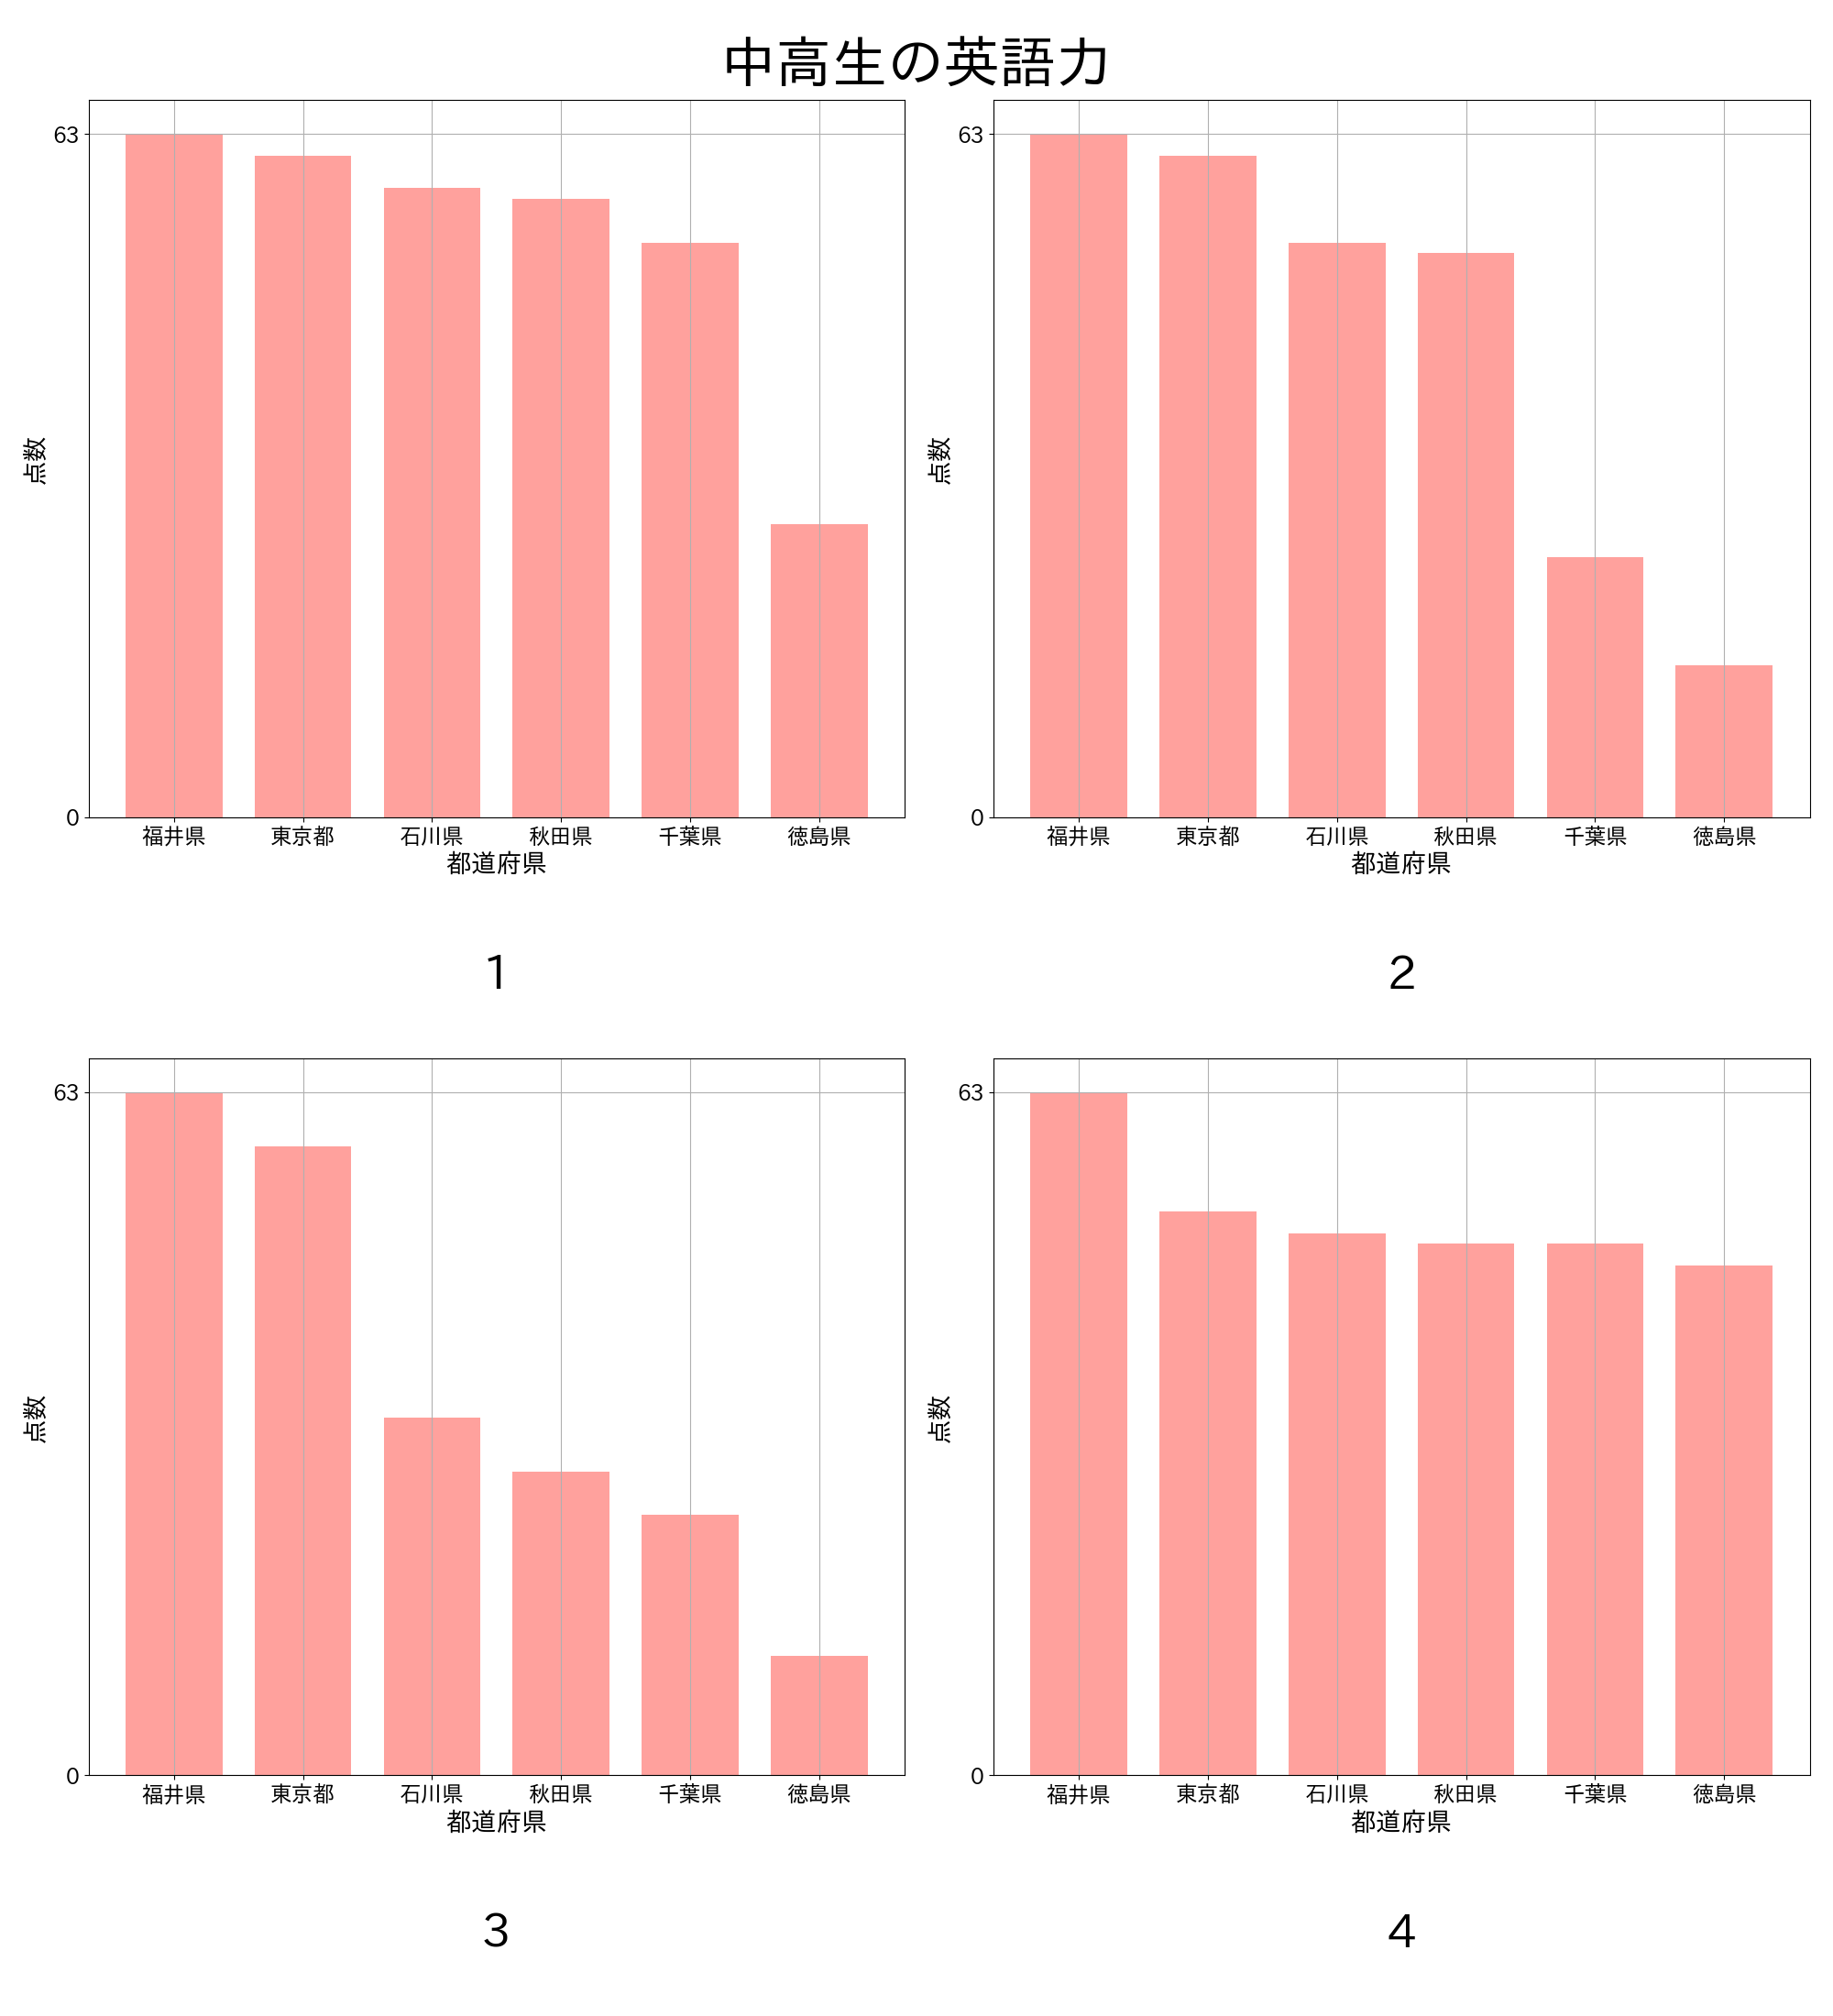 中高生の英語力
63
点数
0
福井県 東京都 石川県 秋田県 千葉県 徳島県
都道府県
1
63
点数
0
福井県 東京都 石川県 秋田県 千葉県 徳島県
都道府県
2
63
点数
0
福井県 東京都 石川県 秋田県 千葉県 徳島県
都道府県
3
63
点数
0
福井県 東京都 石川県 秋田県 千葉県 徳島県
都道府県
4